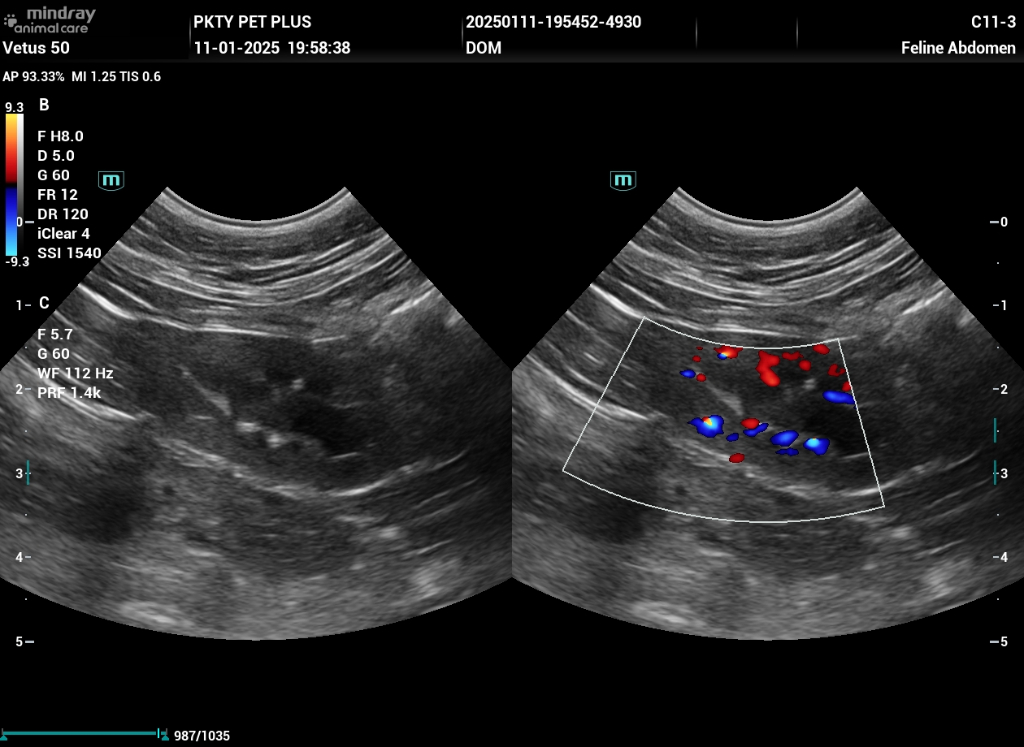 mindray
animalcare
PKTY PET PLUS
20250111-195452-4930
C11-3
Vetus 50
11-01-2025 19:58:38
DOM
Feline Abdomen
AP 93.33% MI 1.25 TIS 0.6
9.3
B
F H8.0
D 5.0
G 60
FR 12
DR 120
iClear 4
SSI 1540
-9.3
C
F 5.7
G 60
WF 112 Hz
PRF 1.4k
m
m
0
1
2
3
4
5
0
1
2
3
4
5
987/1035